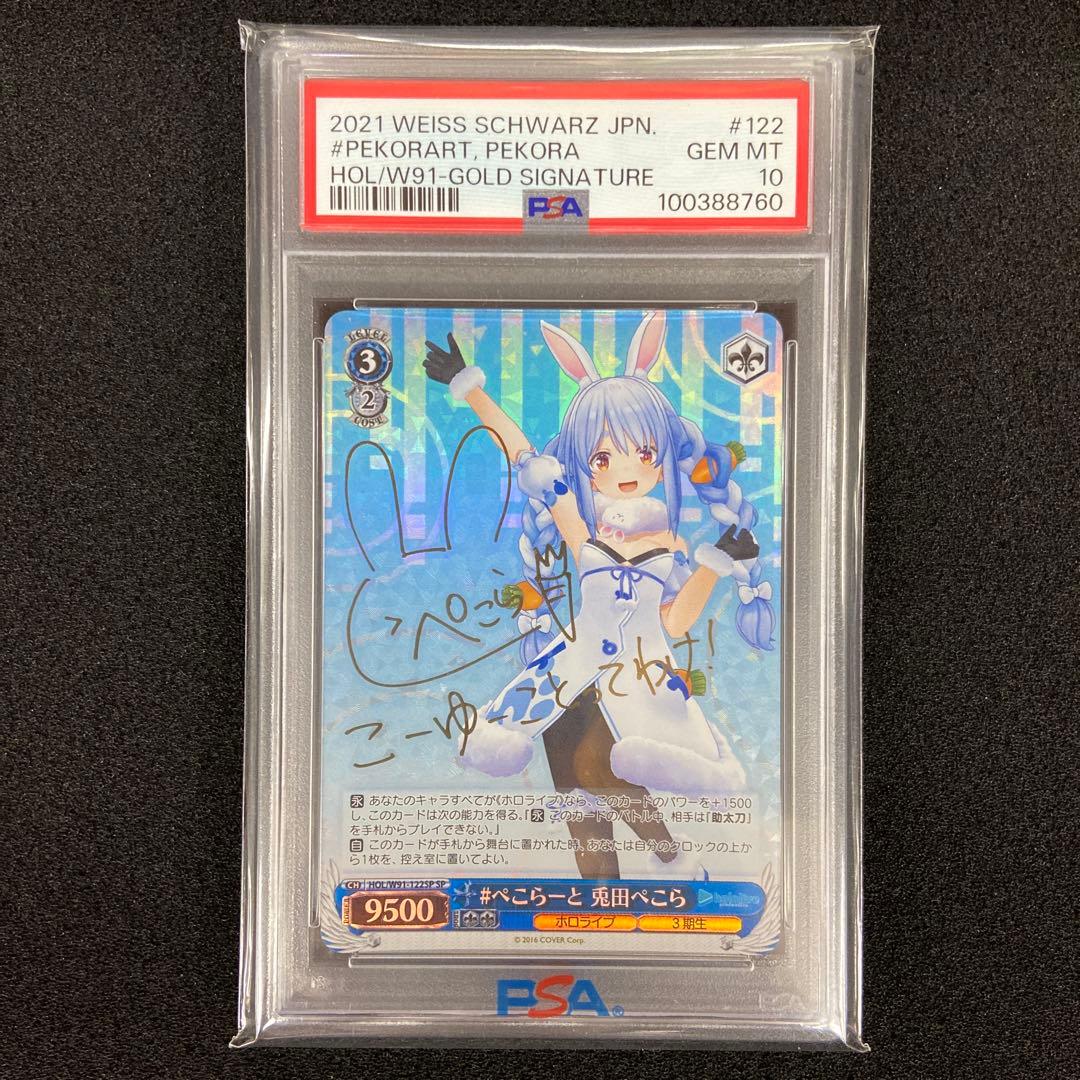 2021 WEISS SCHWARZ JPN. #122
#PEKORART, PEKORA GEM MT
HOL/W91-GOLD SIGNATURE 10
PSA 100388760
LEVEL
3
2
COST
ぺこら
こーゆーことってわけ!
永 あなたのキャラすべてが《ホロライブ》なら、このカードのパワーを+1500
し、このカードは次の能力を得る。『永 このカードのバトル中、相手は『助太刀』
を手札からプレイできない。』
自 このカードが手札から舞台に置かれた時、あなたは自分のクロックの上か
ら1枚を、控え室に置いてよい。
CH HOL/W91-122SP SP
POWER 9500
#ぺこらーと 兎田ぺこら
hololive
ホロライブ 3期生
© 2016 COVER Corp.
PSA